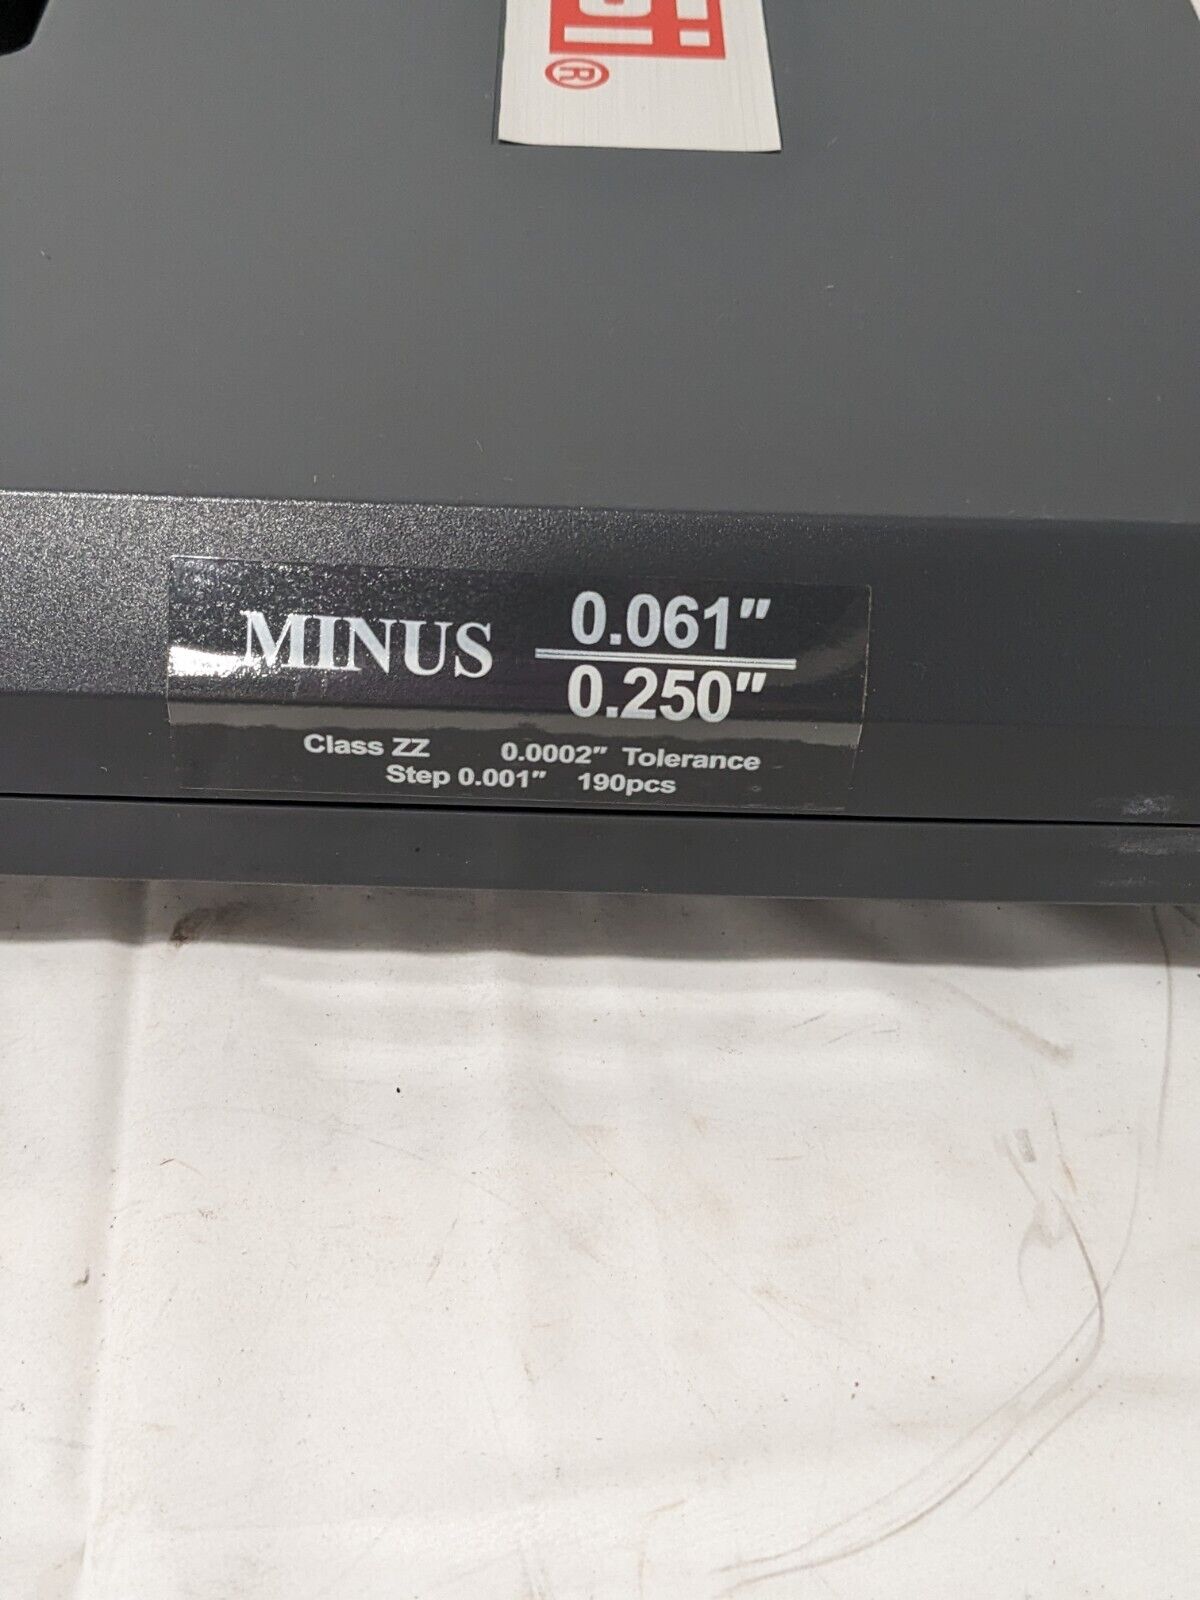 ®
MINUS 0.061"
0.250"
Class ZZ 0.0002" Tolerance
Step 0.001" 190pcs